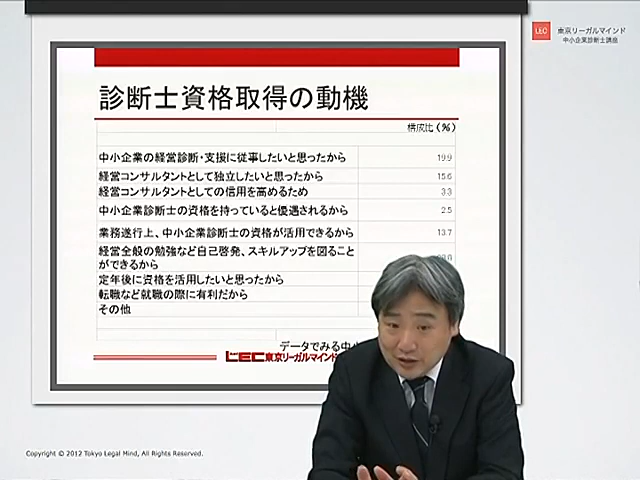 LEC 東京リーガルマインド
中小企業診断士講座
診断士資格取得の動機
構成比(%)
中小企業の経営診断・支援に従事したいと思ったから 19.9
経営コンサルタントとして独立したいと思ったから 15.6
経営コンサルタントとしての信用を高めるため 3.3
中小企業診断士の資格を持っていると優遇されるから 2.5
業務遂行上、中小企業診断士の資格が活用できるから 13.7
経営全般の勉強など自己啓発、スキルアップを図ること
ができるから
定年後に資格を活用したいと思ったから
転職など就職の際に有利だから
その他
データでみる中
LEC東京リーガルマインド
Copyright © 2012 Tokyo Legal Mind, All Rights Reserved.